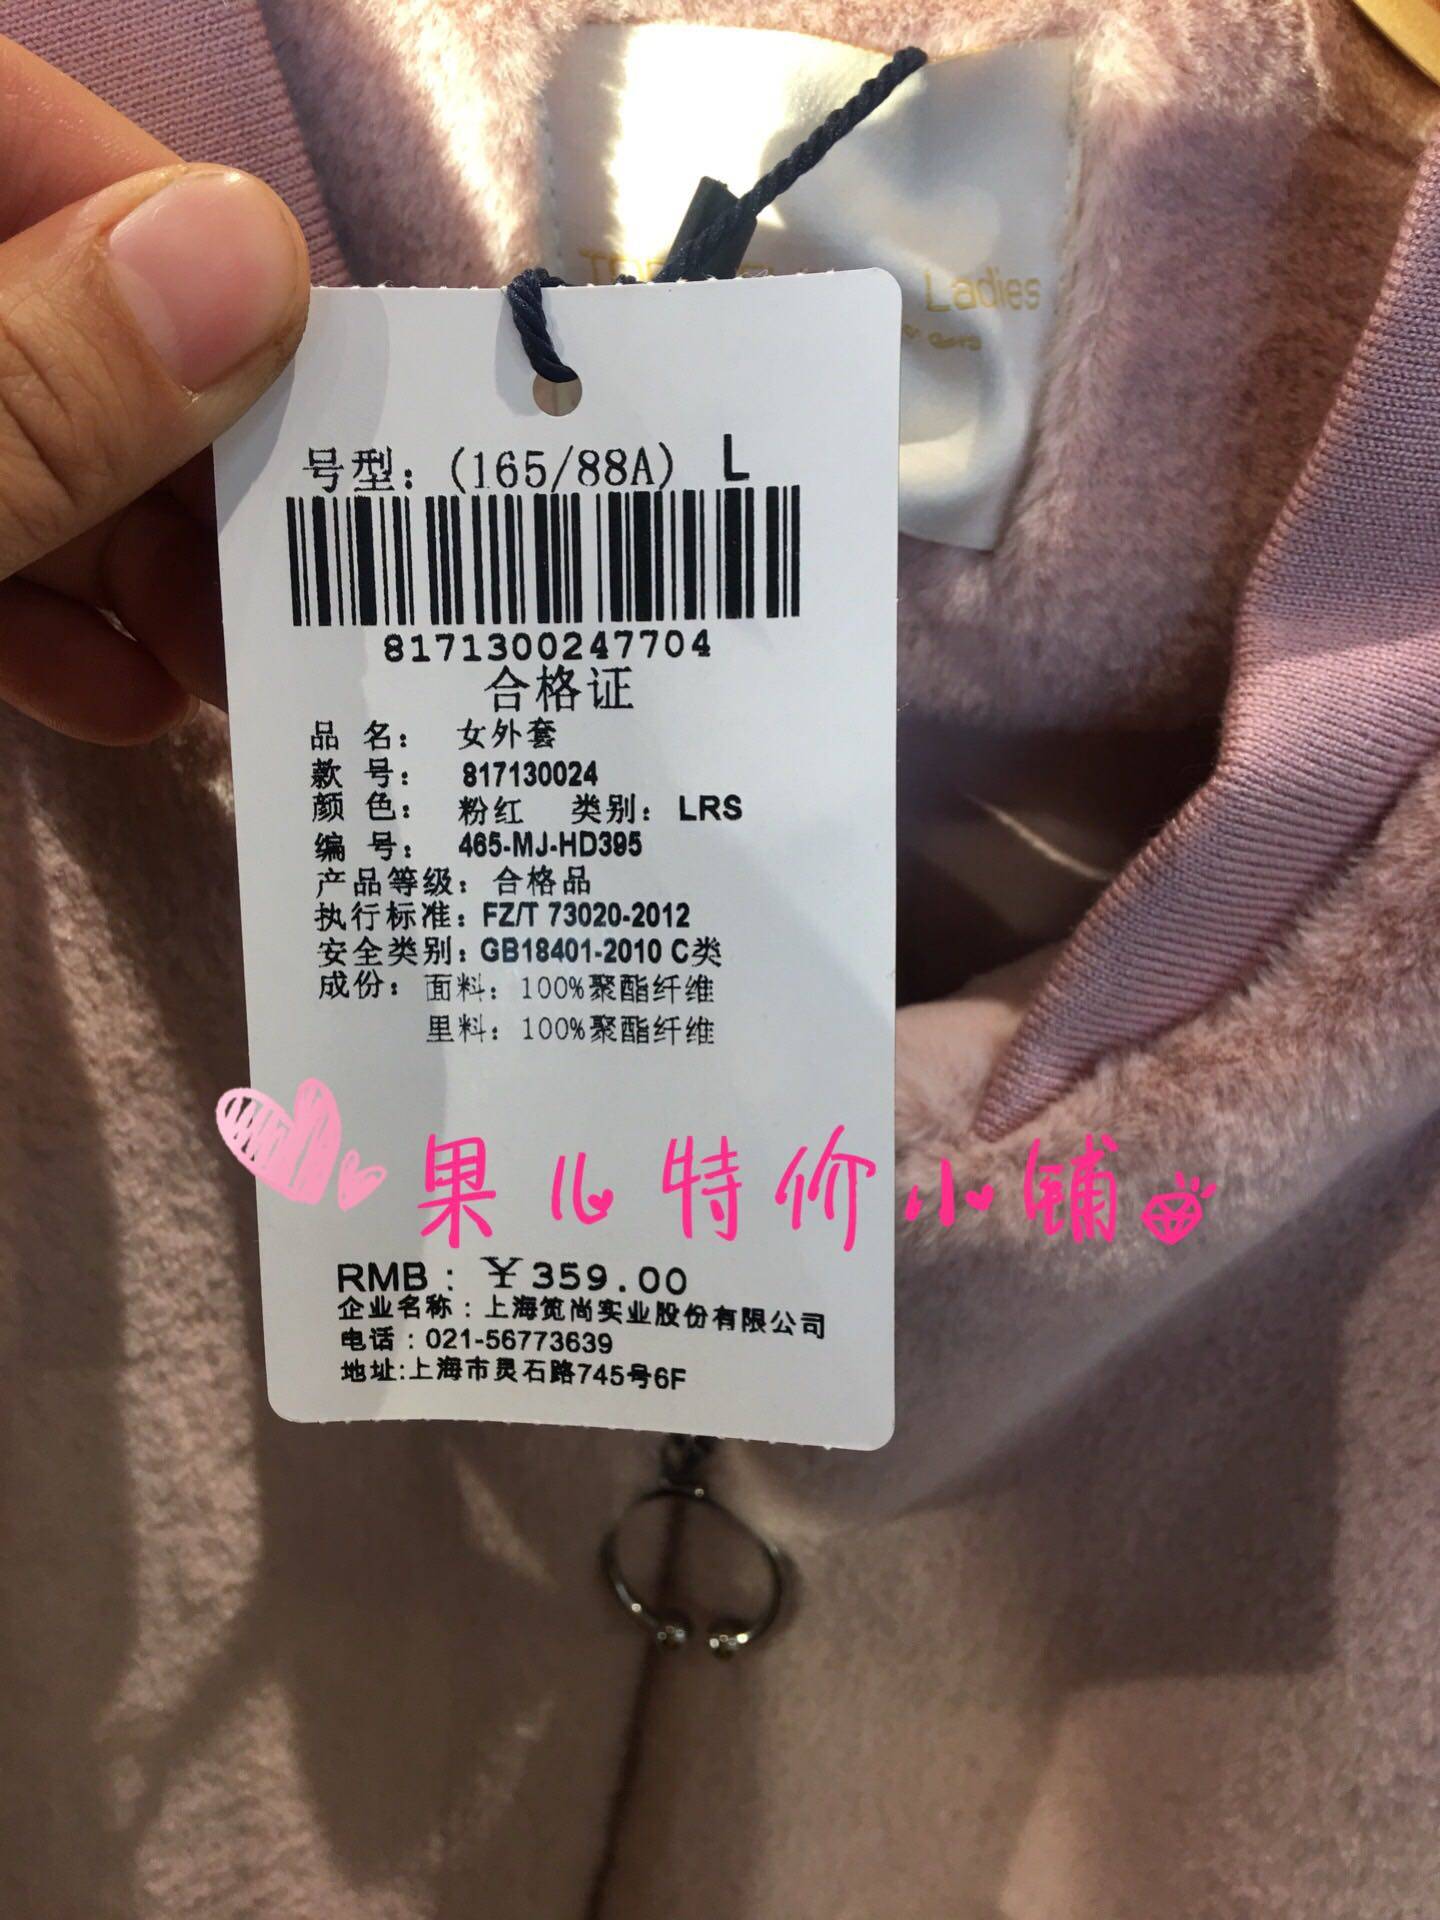 Ladies
号型：(165/88A) L
8171300247704
合格证
品 名： 女外套
款 号： 817130024
颜 色： 粉红 类别：LRS
编 号： 465-MJ-HD395
产品等级：合格品
执行标准：FZ/T 73020-2012
安全类别：GB18401-2010 C类
成份：面料：100%聚酯纤维
里料：100%聚酯纤维
果儿特价小铺
RMB：￥359.00
企业名称：上海笕尚实业股份有限公司
电话：021-56773639
地址:上海市灵石路745号6F